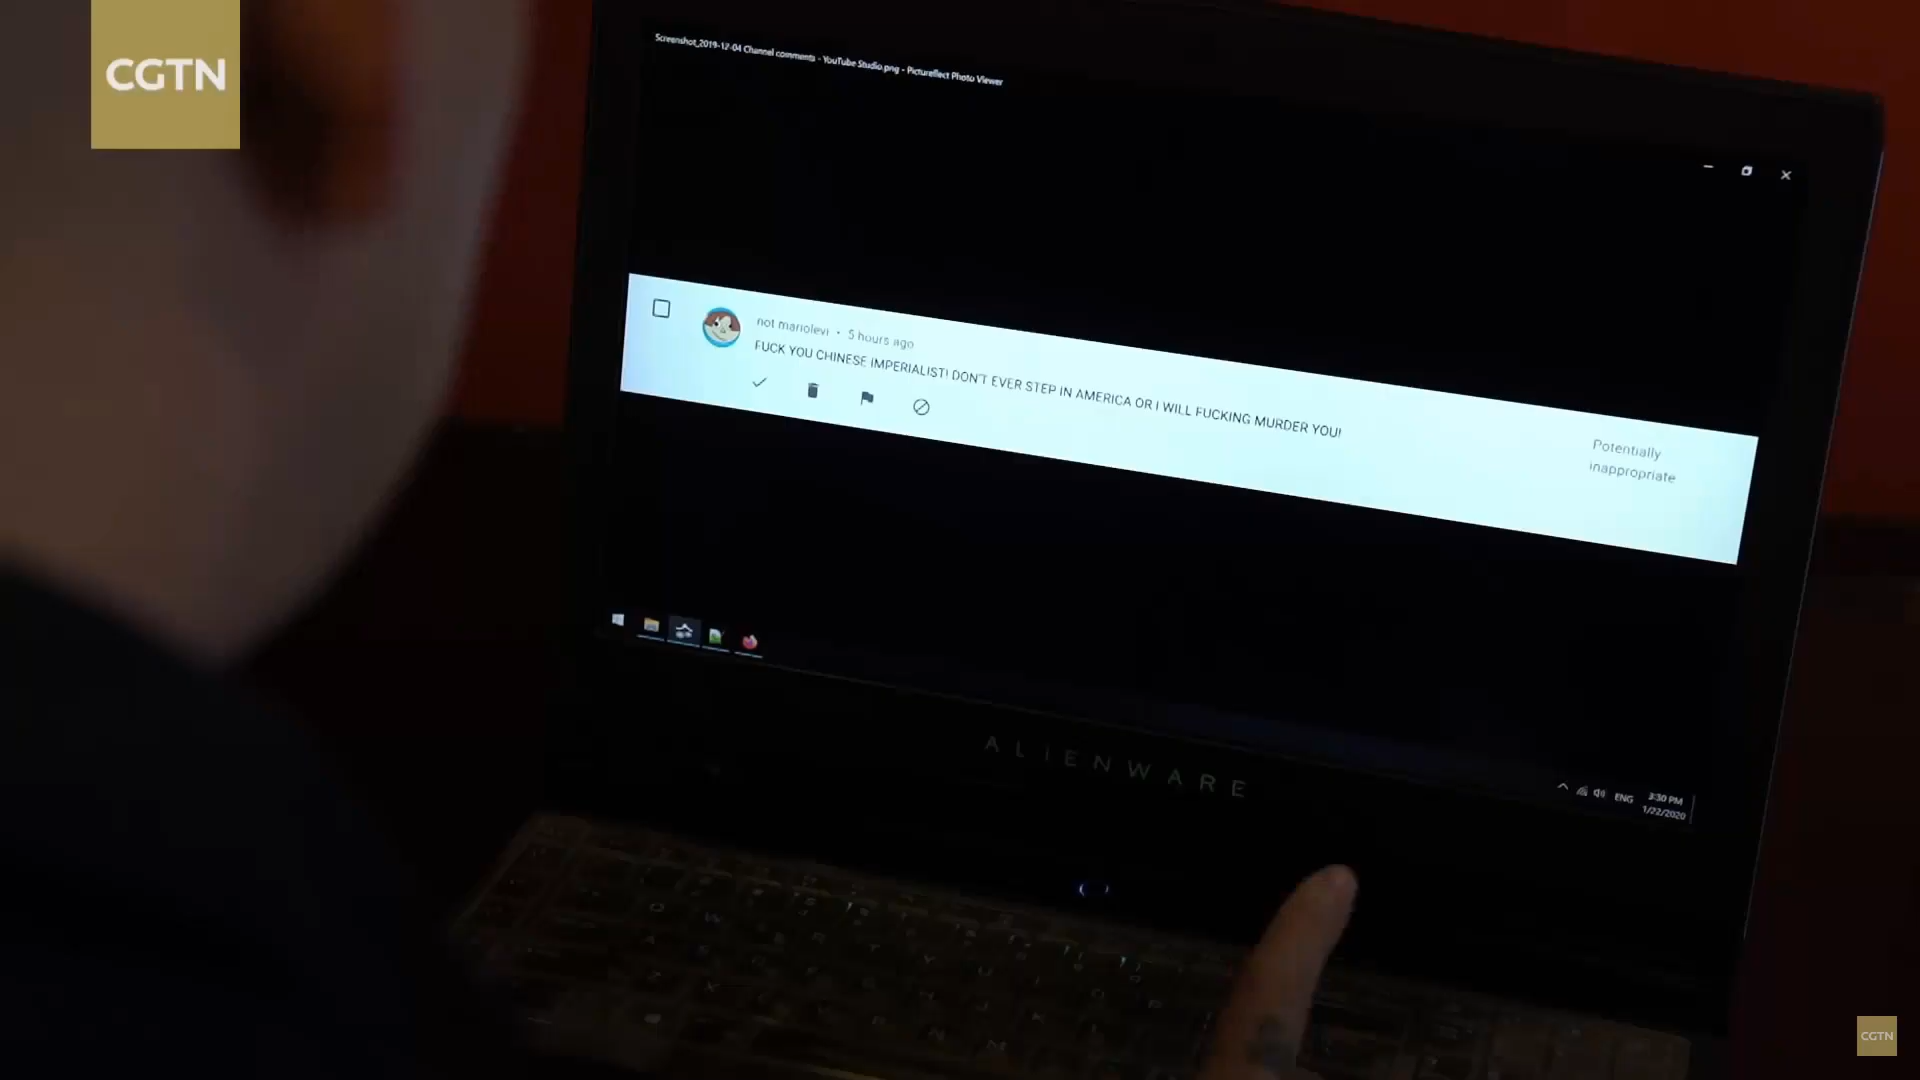 CGTN
Screenshot_2019-12-04 Channel comments - YouTube Studio.png - Pictureflect Photo Viewer
not mariolevi • 5 hours ago
FUCK YOU CHINESE IMPERIALIST! DON'T EVER STEP IN AMERICA OR I WILL FUCKING MURDER YOU!
Potentially
inappropriate
ALIENWARE
ENG
3:30 PM
1/22/2020
CGTN